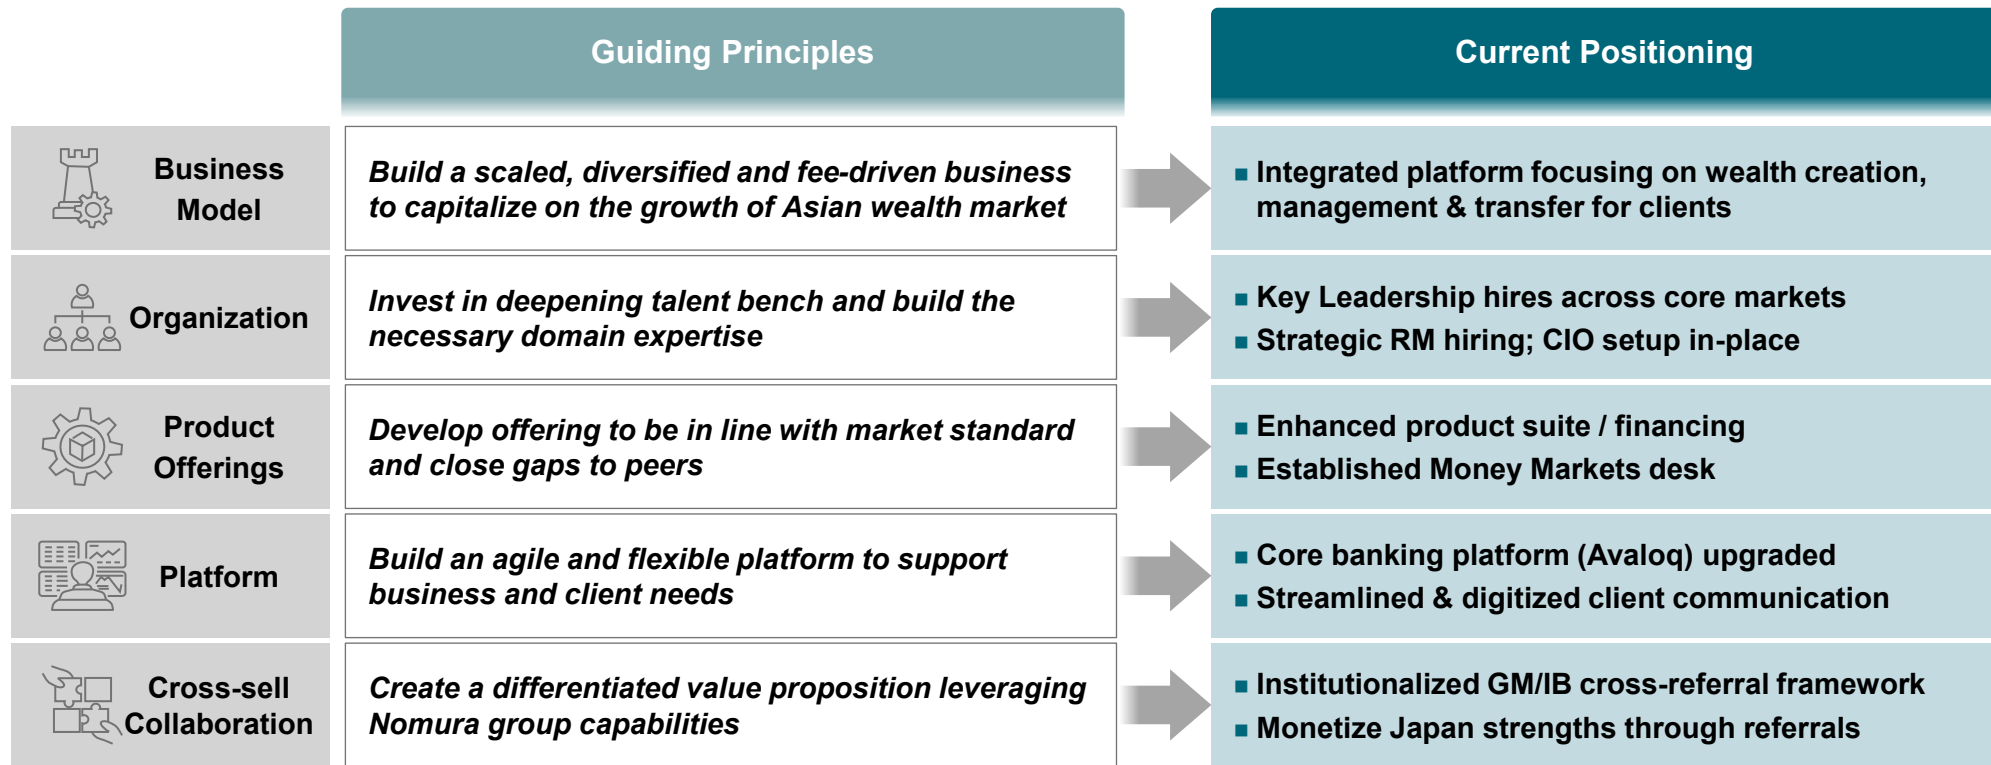 Guiding Principles
Current Positioning
Business
Model
Build a scaled, diversified and fee-driven business
to capitalize on the growth of Asian wealth market
■ Integrated platform focusing on wealth creation,
management & transfer for clients
Organization
Invest in deepening talent bench and build the
necessary domain expertise
■ Key Leadership hires across core markets
■ Strategic RM hiring; CIO setup in-place
Product
Offerings
Develop offering to be in line with market standard
and close gaps to peers
■ Enhanced product suite / financing
■ Established Money Markets desk
Platform
Build an agile and flexible platform to support
business and client needs
■ Core banking platform (Avaloq) upgraded
■ Streamlined & digitized client communication
Cross-sell
Collaboration
Create a differentiated value proposition leveraging
Nomura group capabilities
■ Institutionalized GM/IB cross-referral framework
■ Monetize Japan strengths through referrals